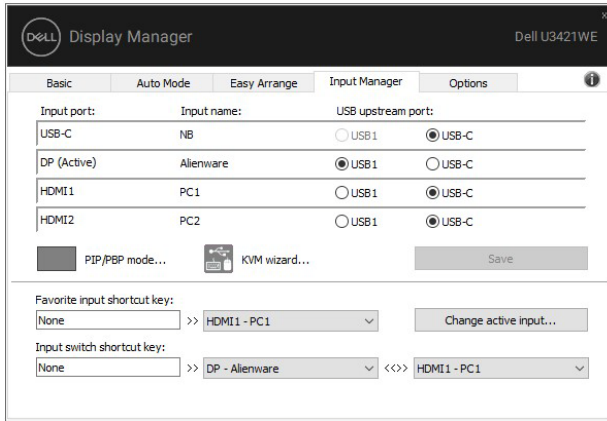 DELL Display Manager Dell U3421WE
Basic Auto Mode Easy Arrange Input Manager Options
Input port: Input name: USB upstream port:
USB-C NB USB1 USB-C
DP (Active) Alienware USB1 USB-C
HDMI1 PC1 USB1 USB-C
HDMI2 PC2 USB1 USB-C
PIP/PBP mode... KVM wizard... Save
Favorite input shortcut key:
None >> HDMI1 - PC1 Change active input...
Input switch shortcut key:
None >> DP - Alienware <<>> HDMI1 - PC1